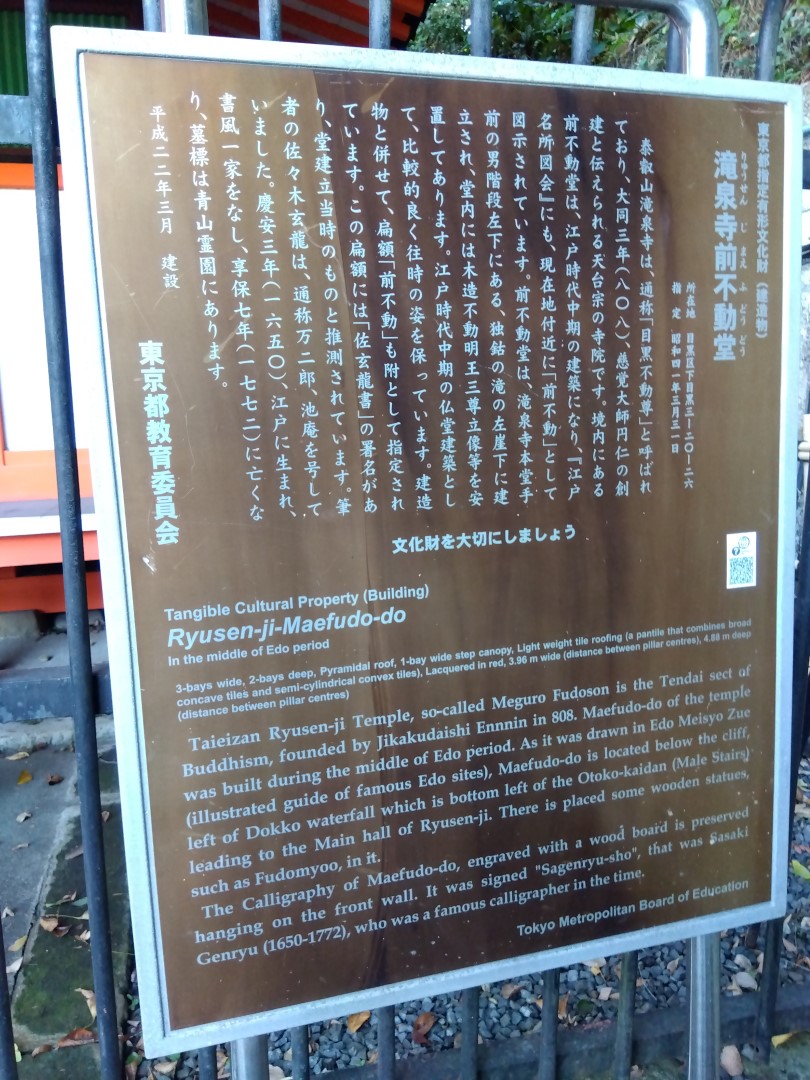 東京都指定有形文化財（建造物）
りゅうせん じ まえ ふ どうどう
滝泉寺前不動堂
所在地 目黒区下目黒三－二〇－二六
指 定 昭和四一年三月三一日
泰叡山滝泉寺は、通称「目黒不動尊」と呼ばれ
ており、大同三年（八〇八）、慈覚大師円仁の創
建と伝えられる天台宗の寺院です。境内にある
前不動堂は、江戸時代中期の建築になり、『江戸
名所図会』にも、現在地付近に「前不動」として
図示されています。前不動堂は、滝泉寺本堂手
前の男階段左下にある、独鈷の滝の左崖下に建
立され、堂内には木造不動明王三尊立像等を安
置してあります。江戸時代中期の仏堂建築とし
て、比較的良く往時の姿を保っています。建造
物と併せて、扁額「前不動」も附として指定され
ています。この扁額には「佐玄龍書」の署名があ
り、堂建立当時のものと推測されています。筆
者の佐々木玄龍は、通称万二郎、池庵を号して
いました。慶安三年（一六五〇）、江戸に生まれ、
書風一家をなし、享保七年（一七七二）に亡くな
り、墓標は青山霊園にあります。
平成二二年三月 建設
東京都教育委員会
文化財を大切にしましょう
Tangible Cultural Property (Building)
Ryusen-ji-Maefudo-do
In the middle of Edo period
3-bays wide, 2-bays deep, Pyramidal roof, 1-bay wide step canopy, Light weight tile roofing (a pantile that combines broad
concave tiles and semi-cylindrical convex tiles), Lacquered in red, 3.96 m wide (distance between pillar centres), 4.88 m deep
(distance between pillar centres)
Taieizan Ryusen-ji Temple, so-called Meguro Fudoson is the Tendai sect of
Buddhism, founded by Jikakudaishi Ennnin in 808. Maefudo-do of the temple
was built during the middle of Edo period. As it was drawn in Edo Meisyo Zue
(illustrated guide of famous Edo sites), Maefudo-do is located below the cliff,
left of Dokko waterfall which is bottom left of the Otoko-kaidan (Male Stairs)
leading to the Main hall of Ryusen-ji. There is placed some wooden statues,
such as Fudomyoo, in it.
The Calligraphy of Maefudo-do, engraved with a wood board is preserved
hanging on the front wall. It was signed "Sagenryu-sho", that was Sasaki
Genryu (1650-1772), who was a famous calligrapher in the time.
Tokyo Metropolitan Board of Education